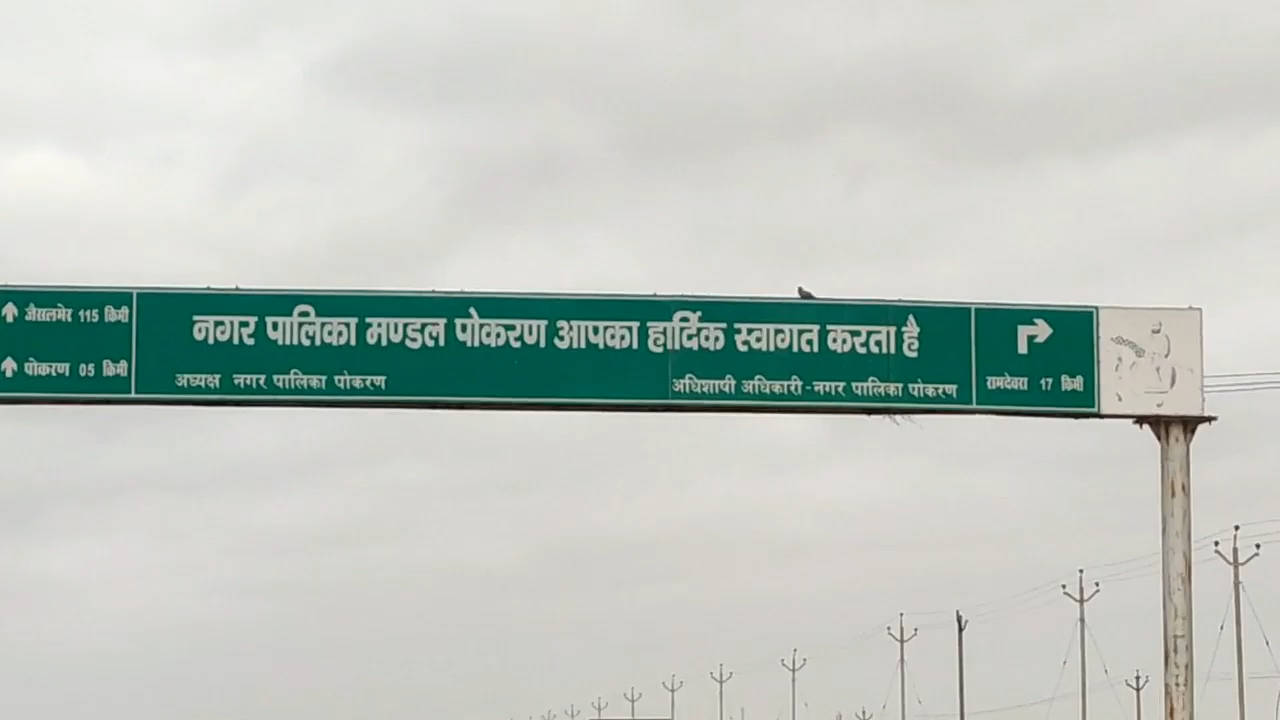 जैसलमेर 115 किमी
पोकरण 05 किमी
नगर पालिका मण्डल पोकरण आपका हार्दिक स्वागत करता है
अध्यक्ष नगर पालिका पोकरण
अधिशाषी अधिकारी-नगर पालिका पोकरण
रामदेवरा 17 किमी